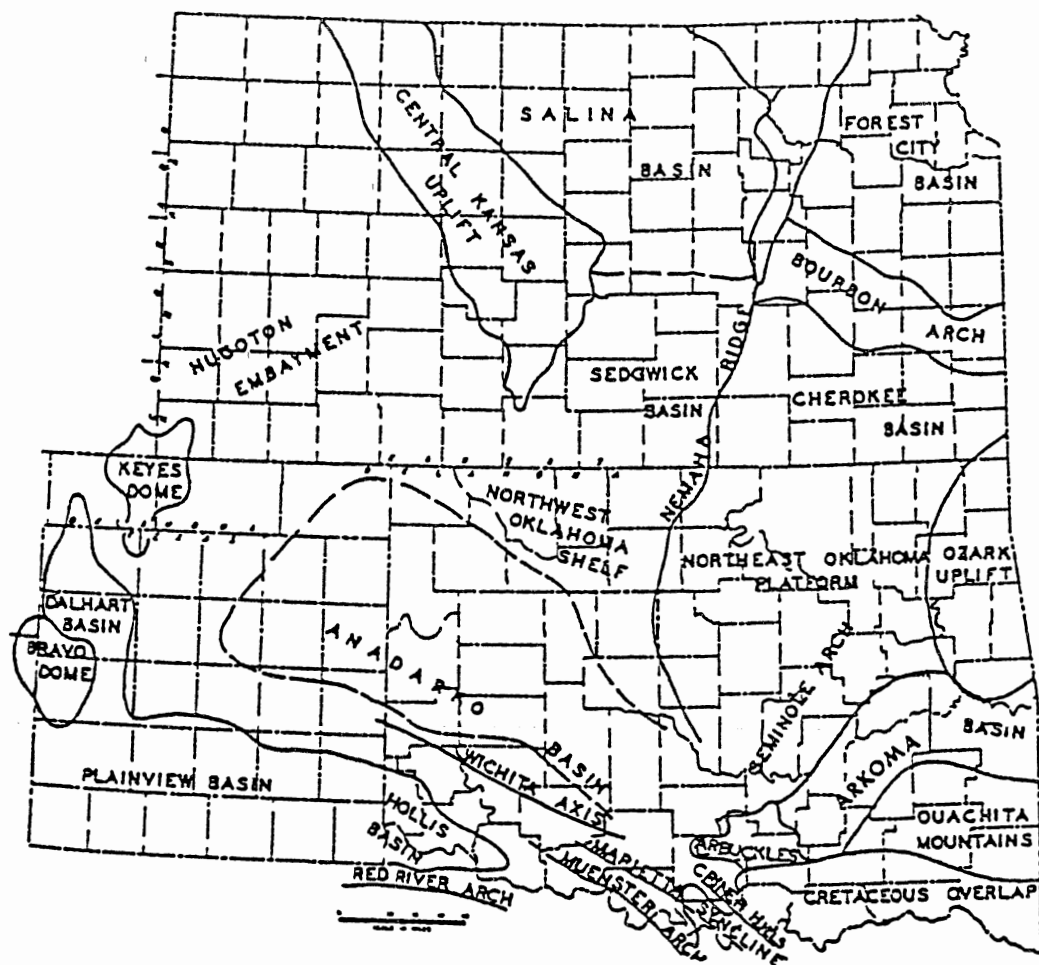 CENTRAL KANSAS
UPLIFT
SALINA
BASIN
FOREST
CITY
BASIN
BOURBON
ARCH
HUGOTON
EMBAYMENT
SEDGWICK
BASIN
NEMAHA RIDGE
CHEROKEE
BASIN
KEYES
DOME
NORTHWEST
OKLAHOMA
SHELF
NORTHEAST OKLAHOMA
PLATFORM
OZARK
UPLIFT
DALHART
BASIN
BRAVO
DOME
ANADARKO
BASIN
SEMINOLE ARCH
ARKOMA
BASIN
WICHITA AXIS
PLAINVIEW BASIN
HOLLIS
BASIN
OUACHITA
MOUNTAINS
ARBUCKLES
RED RIVER ARCH
MARIETTA SYNCLINE
MUENSTER ARCH
CRINER HILLS
CRETACEOUS OVERLAP